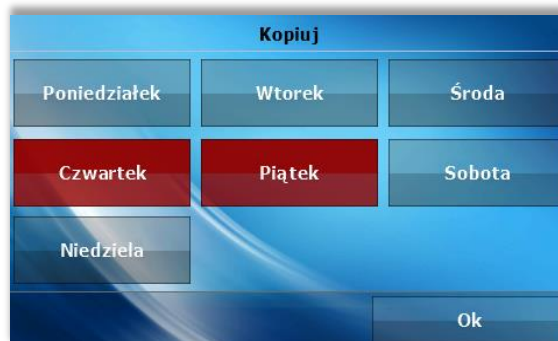 Kopiuj
Poniedziałek Wtorek Środa
Czwartek Piątek Sobota
Niedziela
Ok